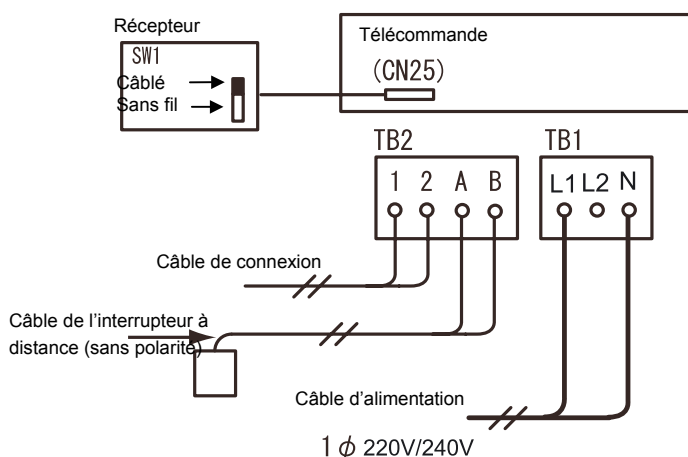 Récepteur
SW1
Câblé
Sans fil
Télécommande
(CN25)
TB2
1 2 A B
TB1
L1 L2 N
Câble de connexion
Câble de l’interrupteur à
distance (sans polarité)
Câble d’alimentation
1 ϕ 220V/240V